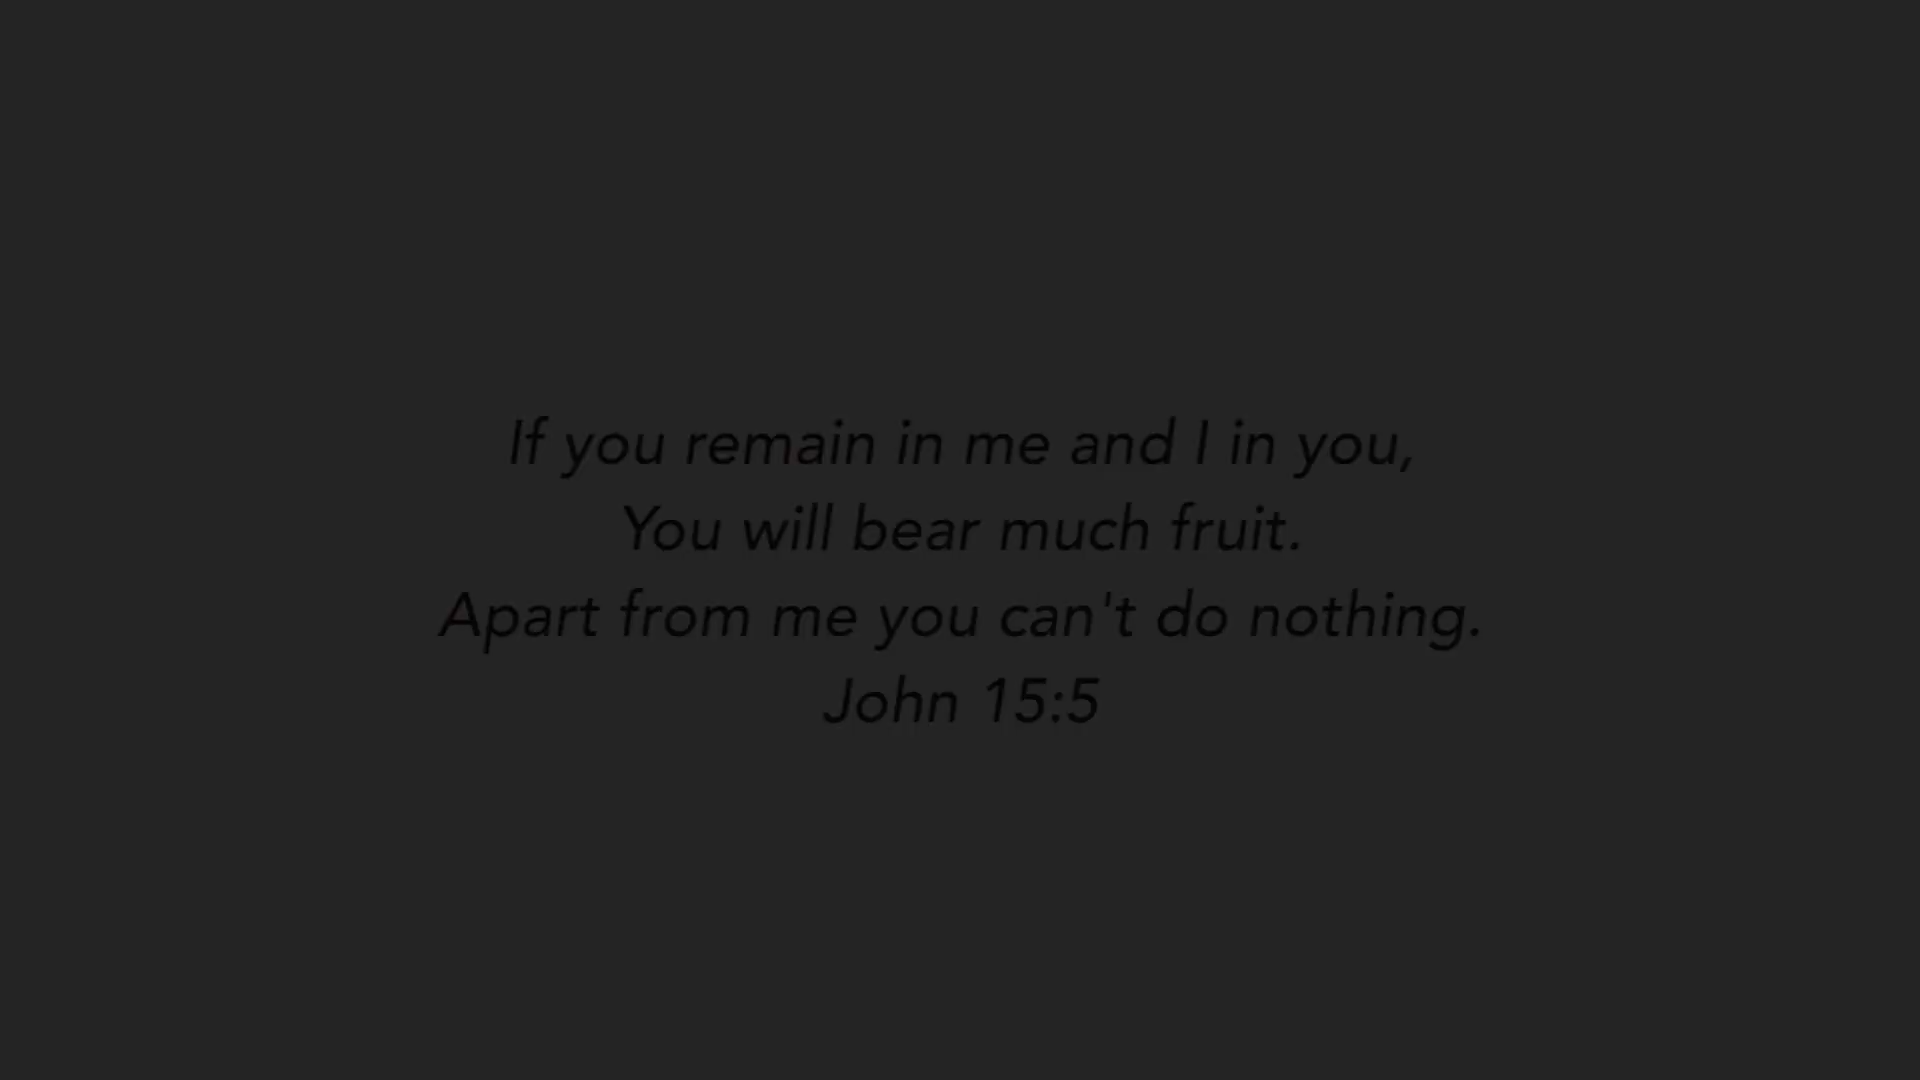 If you remain in me and I in you,
You will bear much fruit.
Apart from me you can't do nothing.
John 15:5